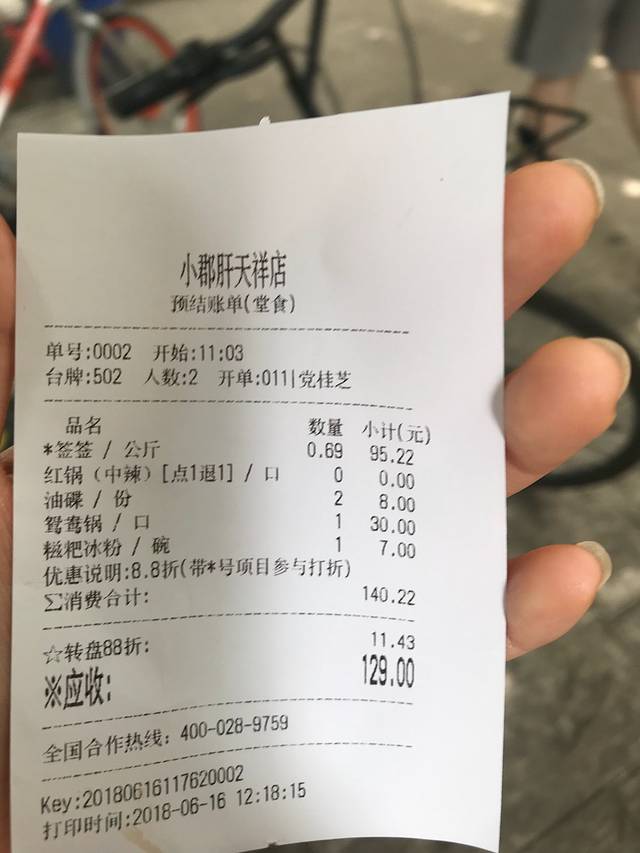 小郡肝天祥店
预结账单(堂食)
单号:0002 开始:11:03
台牌:502 人数:2 开单:011|党桂芝
品名 数量 小计(元)
*签签 / 公斤 0.69 95.22
红锅（中辣）[点1退1] / 口 0 0.00
油碟 / 份 2 8.00
鸳鸯锅 / 口 1 30.00
糍粑冰粉 / 碗 1 7.00
优惠说明:8.8折(带*号项目参与打折)
∑消费合计: 140.22
☆转盘88折: 11.43
※应收: 129.00
全国合作热线: 400-028-9759
Key:20180616117620002
打印时间:2018-06-16 12:18:15